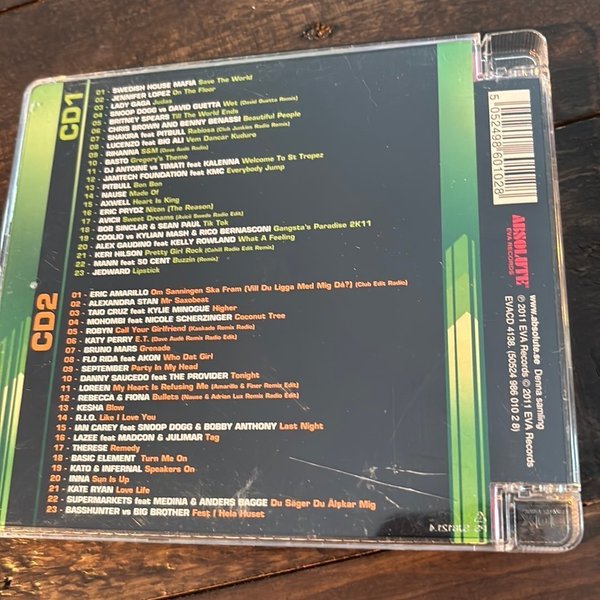 CD1
01 - SWEDISH HOUSE MAFIA Save The World
02 - JENNIFER LOPEZ On The Floor
03 - LADY GAGA Judas
04 - SNOOP DOGG vs DAVID GUETTA Wet (David Guetta Remix)
05 - BRITNEY SPEARS Till The World Ends
06 - CHRIS BROWN AND BENNY BENASSI Beautiful People
07 - SHAKIRA feat PITBULL Rabiosa (Club Junkies Radio Remix)
08 - LUCENZO feat BIG ALI Vem Dancar Kuduro
09 - RIHANNA S&M (Dave Audé Radio)
10 - BASTO Gregory's Theme
11 - DJ ANTOINE vs TIMATI feat KALENNA Welcome To St Tropez
12 - JAMTECH FOUNDATION feat KMC Everybody Jump
13 - PITBULL Bon Bon
14 - NAUSE Made Of
15 - AXWELL Heart Is King
16 - ERIC PRYDZ Niton (The Reason)
17 - AVICII Sweet Dreams (Avicii Swede Radio Edit)
18 - BOB SINCLAR & SEAN PAUL Tik Tok
19 - COOLIO vs KYLIAN MASH & RICO BERNASCONI Gangsta's Paradise 2K11
20 - ALEX GAUDINO feat KELLY ROWLAND What A Feeling
21 - KERI HILSON Pretty Girl Rock (Cahill Radio Edit Remix)
22 - MANN feat 50 CENT Buzzin (Remix)
23 - JEDWARD Lipstick
CD2
01 - ERIC AMARILLO Om Sanningen Ska Fram (Vill Du Ligga Med Mig Då?) (Club Edit Radio)
02 - ALEXANDRA STAN Mr Saxobeat
03 - TAIO CRUZ feat KYLIE MINOGUE Higher
04 - MOHOMBI feat NICOLE SCHERZINGER Coconut Tree
05 - ROBYN Call Your Girlfriend (Kaskade Remix Radio)
06 - KATY PERRY E.T. (Dave Audé Remix Radio Edit)
07 - BRUNO MARS Grenade
08 - FLO RIDA feat AKON Who Dat Girl
09 - SEPTEMBER Party In My Head
10 - DANNY SAUCEDO feat THE PROVIDER Tonight
11 - LOREEN My Heart Is Refusing Me (Amarillo & Finer Remix Edit)
12 - REBECCA & FIONA Bullets (Nause & Adrian Lux Remix Radio Edit)
13 - KESHA Blow
14 - R.I.O. Like I Love You
15 - IAN CAREY feat SNOOP DOGG & BOBBY ANTHONY Last Night
16 - LAZEE feat MADCON & JULIMAR Tag
17 - THERESE Remedy
18 - BASIC ELEMENT Turn Me On
19 - KATO & INFERNAL Speakers On
20 - INNA Sun Is Up
21 - KATE RYAN Love Life
22 - SUPERMARKETS feat MEDINA & ANDERS BAGGE Du Säger Du Älskar Mig
23 - BASSHUNTER vs BIG BROTHER Fest I Hela Huset
5 052498 601028
ABSOLUTE
EVA RECORDS
www.absolute.se Denna samling
℗ 2011 EVA Records © 2011 EVA Records
EVACD 4138, (50524 986 010 2 8)